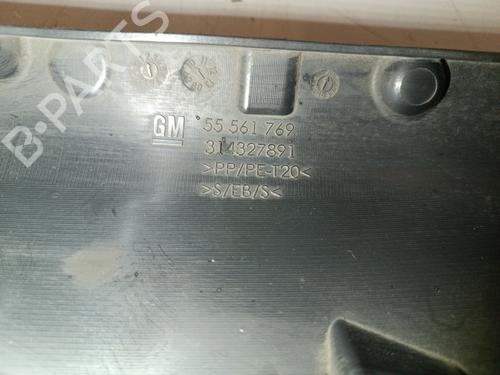 B-PARTS
GM 55 561 769
314327891
>PP/PE-T20<
>S/EB/S<